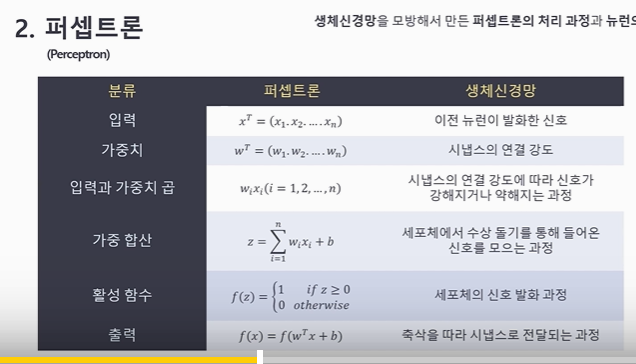 2. 퍼셉트론
(Perceptron)
생체신경망을 모방해서 만든 퍼셉트론의 처리 과정과 뉴런의
분류 퍼셉트론 생체신경망
입력 x^T = (x_1. x_2. …. x_n) 이전 뉴런이 발화한 신호
가중치 w^T = (w_1. w_2. …. w_n) 시냅스의 연결 강도
입력과 가중치 곱 w_i x_i (i = 1, 2, …, n) 시냅스의 연결 강도에 따라 신호가
강해지거나 약해지는 과정
가중 합산 z = ∑_{i=1}^{n} w_i x_i + b 세포체에서 수상 돌기를 통해 들어온
신호를 모으는 과정
활성 함수 f(z) = {1 if z ≥ 0
0 otherwise 세포체의 신호 발화 과정
출력 f(x) = f(w^T x + b) 축삭을 따라 시냅스로 전달되는 과정